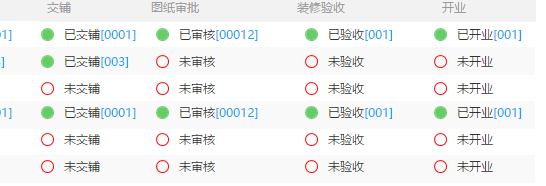 交铺 图纸审批 装修验收 开业
01] 已交铺[0001] 已审核[00012] 已验收[001] 已开业[001]
] 已交铺[003] 未审核 未验收 未开业
未交铺 未审核 未验收 未开业
01] 已交铺[0001] 已审核[00012] 已验收[001] 已开业[001]
未交铺 未审核 未验收 未开业
未交铺 未审核 未验收 未开业